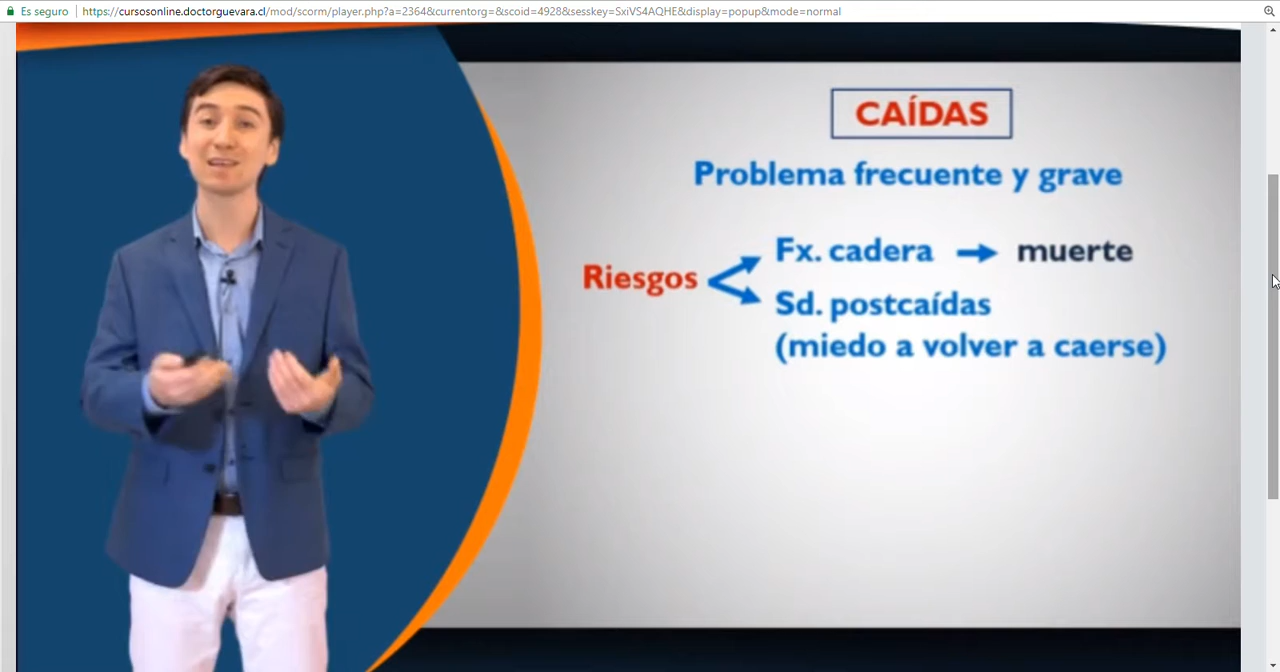 Es seguro
https://cursosonline.doctorguevara.cl/mod/scorm/player.php?a=2364&currentorg=&scoid=4928&sesskey=SxiVS4AQHE&display=popup&mode=normal
CAÍDAS
Problema frecuente y grave
Riesgos
Fx. cadera → muerte
Sd. postcaídas
(miedo a volver a caerse)